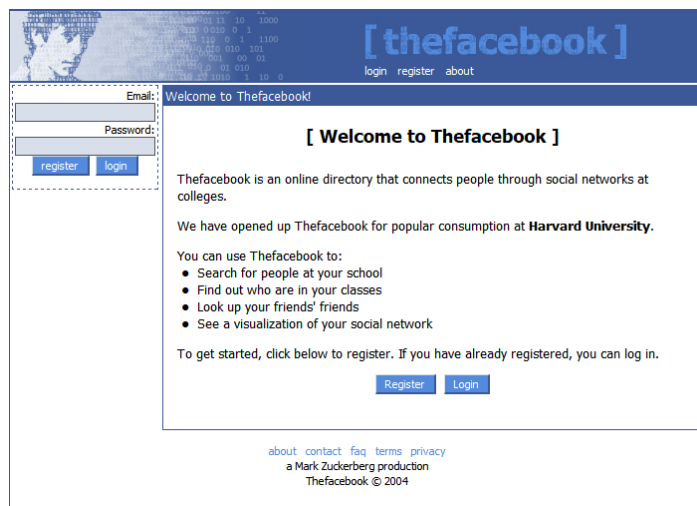 [thefacebook]
login register about
Email:
Password:
register login
Welcome to Thefacebook!
[ Welcome to Thefacebook ]
Thefacebook is an online directory that connects people through social networks at
colleges.
We have opened up Thefacebook for popular consumption at Harvard University.
You can use Thefacebook to:
● Search for people at your school
● Find out who are in your classes
● Look up your friends' friends
● See a visualization of your social network
To get started, click below to register. If you have already registered, you can log in.
Register Login
about contact faq terms privacy
a Mark Zuckerberg production
Thefacebook © 2004